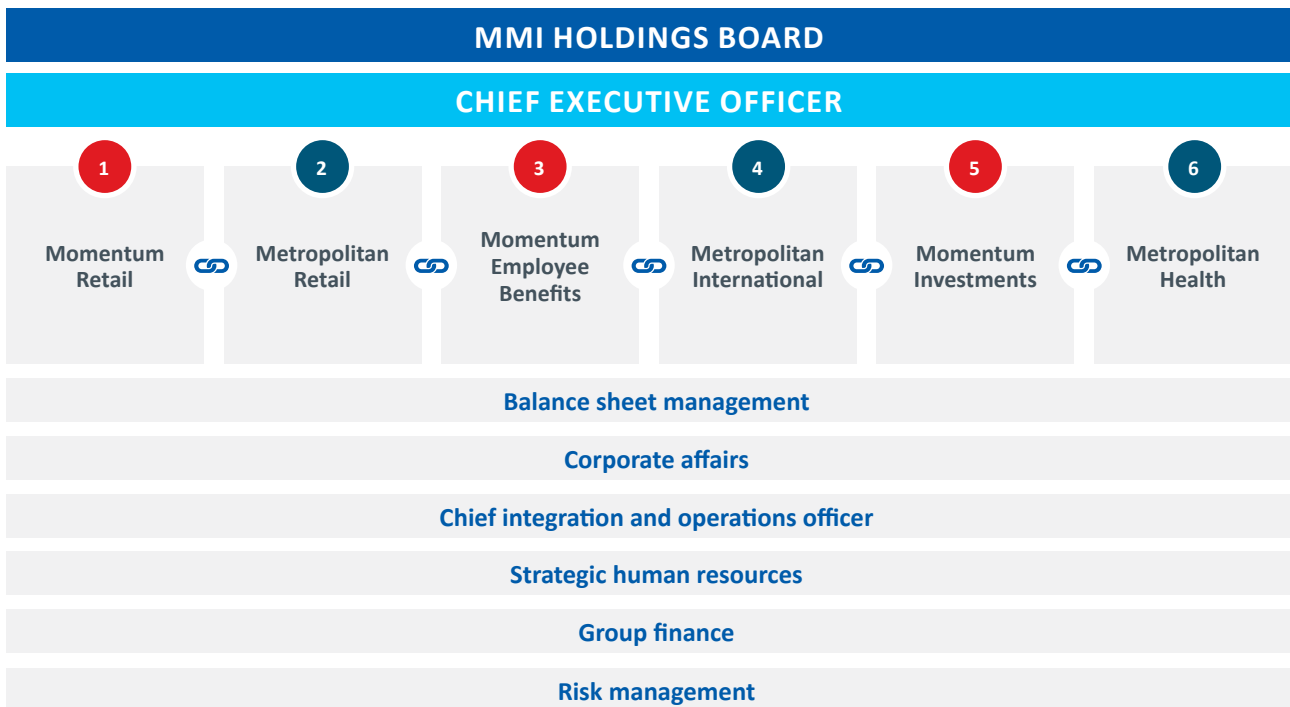 MMI HOLDINGS BOARD
CHIEF EXECUTIVE OFFICER
1
Momentum
Retail
2
Metropolitan
Retail
3
Momentum
Employee
Benefits
4
Metropolitan
International
5
Momentum
Investments
6
Metropolitan
Health
Balance sheet management
Corporate affairs
Chief integration and operations officer
Strategic human resources
Group finance
Risk management